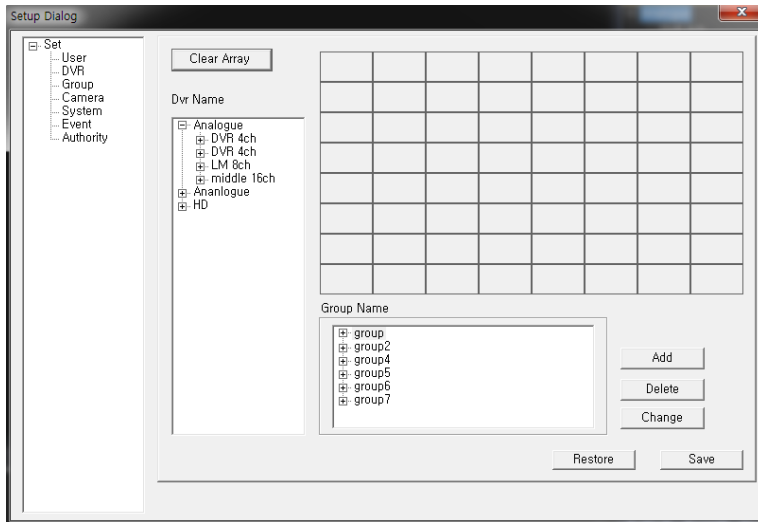 Setup Dialog
Set
User
DVR
Group
Camera
System
Event
Authority
Clear Array
Dvr Name
Analogue
DVR 4ch
DVR 4ch
LM 8ch
middle 16ch
Ananlogue
HD
Group Name
group
group2
group4
group5
group6
group7
Add
Delete
Change
Restore
Save